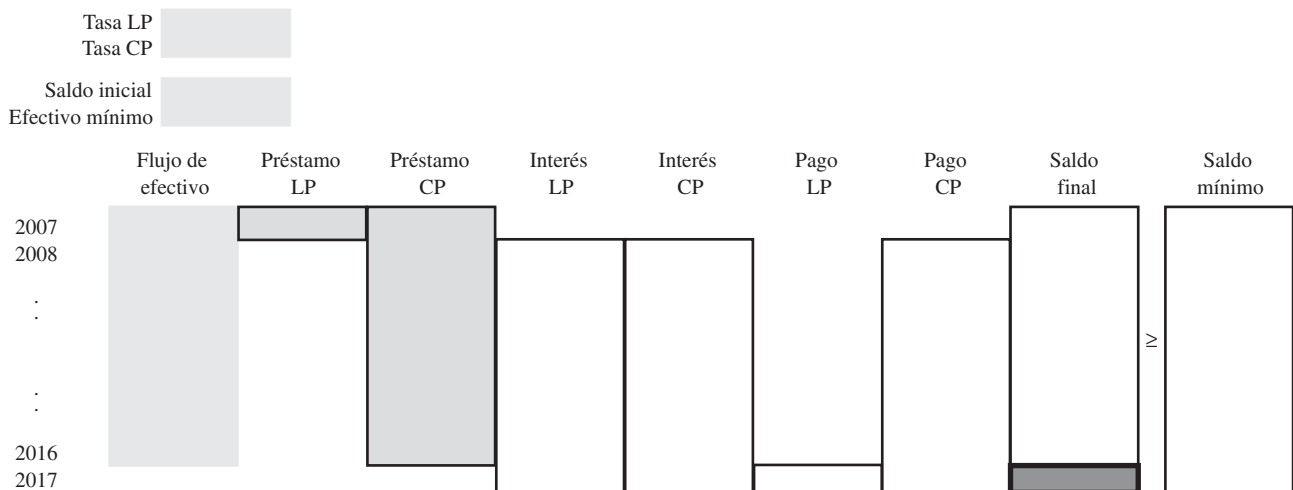 Tasa LP
Tasa CP
Saldo inicial
Efectivo mínimo
Flujo de Préstamo Préstamo Interés Interés Pago Pago Saldo Saldo
efectivo LP CP LP CP LP CP final mínimo
2007
2008
.
.
≥
.
.
2016
2017